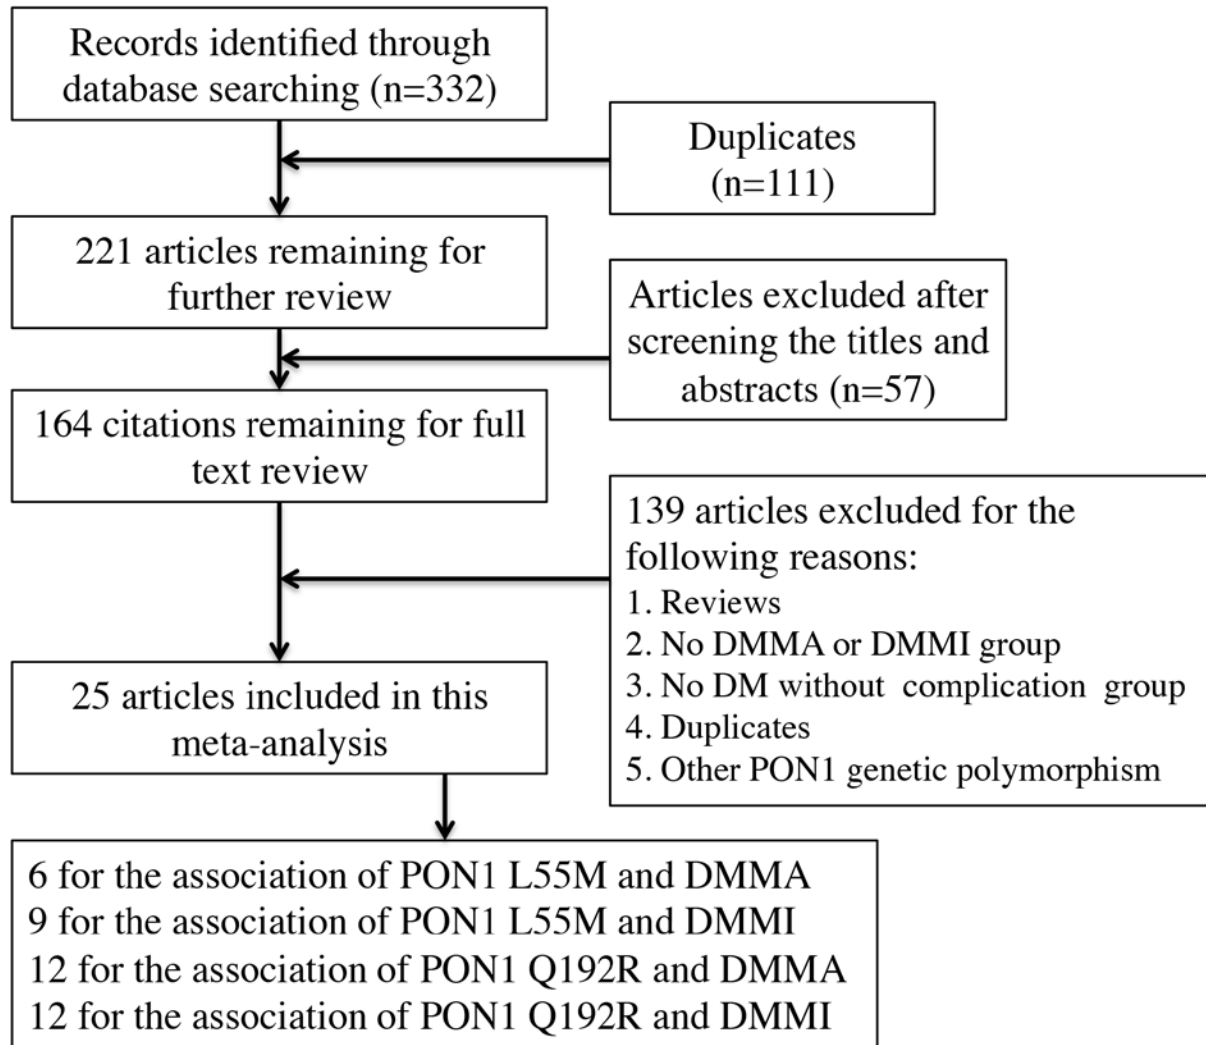 Records identified through
database searching (n=332)
Duplicates
(n=111)
221 articles remaining for
further review
Articles excluded after
screening the titles and
abstracts (n=57)
164 citations remaining for full
text review
139 articles excluded for the
following reasons:
1. Reviews
2. No DMMA or DMMI group
3. No DM without complication group
4. Duplicates
5. Other PON1 genetic polymorphism
25 articles included in this
meta-analysis
6 for the association of PON1 L55M and DMMA
9 for the association of PON1 L55M and DMMI
12 for the association of PON1 Q192R and DMMA
12 for the association of PON1 Q192R and DMMI